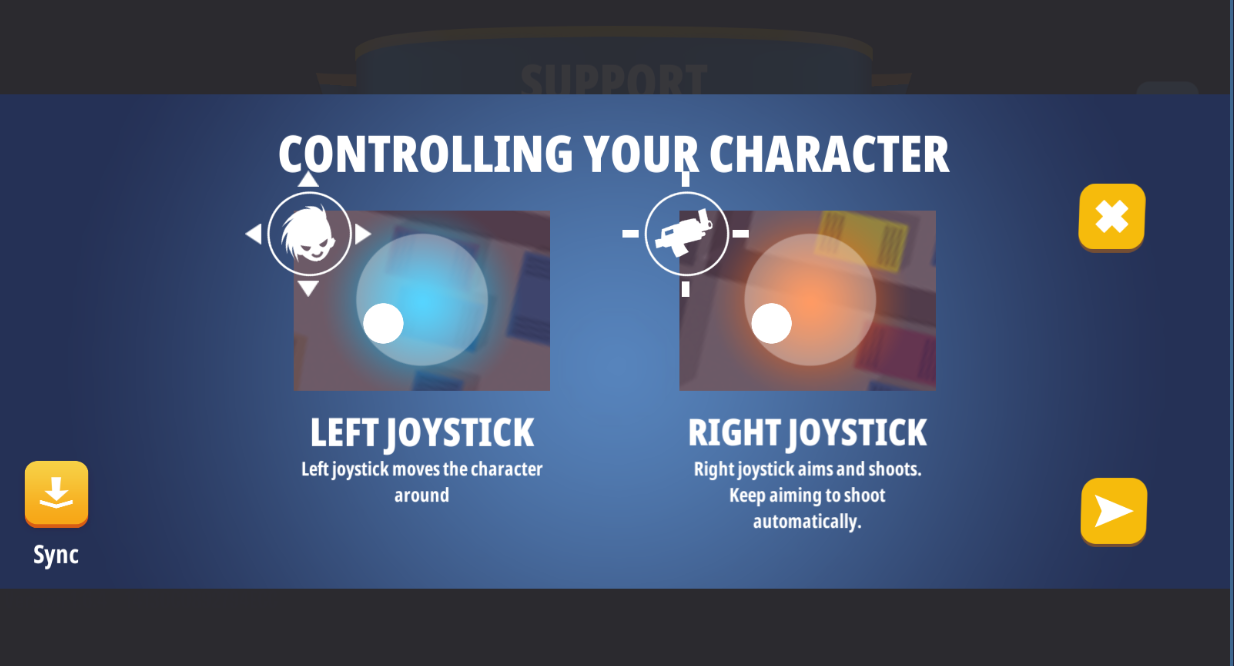 SUPPORT
CONTROLLING YOUR CHARACTER
LEFT JOYSTICK
Left joystick moves the character
around
RIGHT JOYSTICK
Right joystick aims and shoots.
Keep aiming to shoot
automatically.
Sync